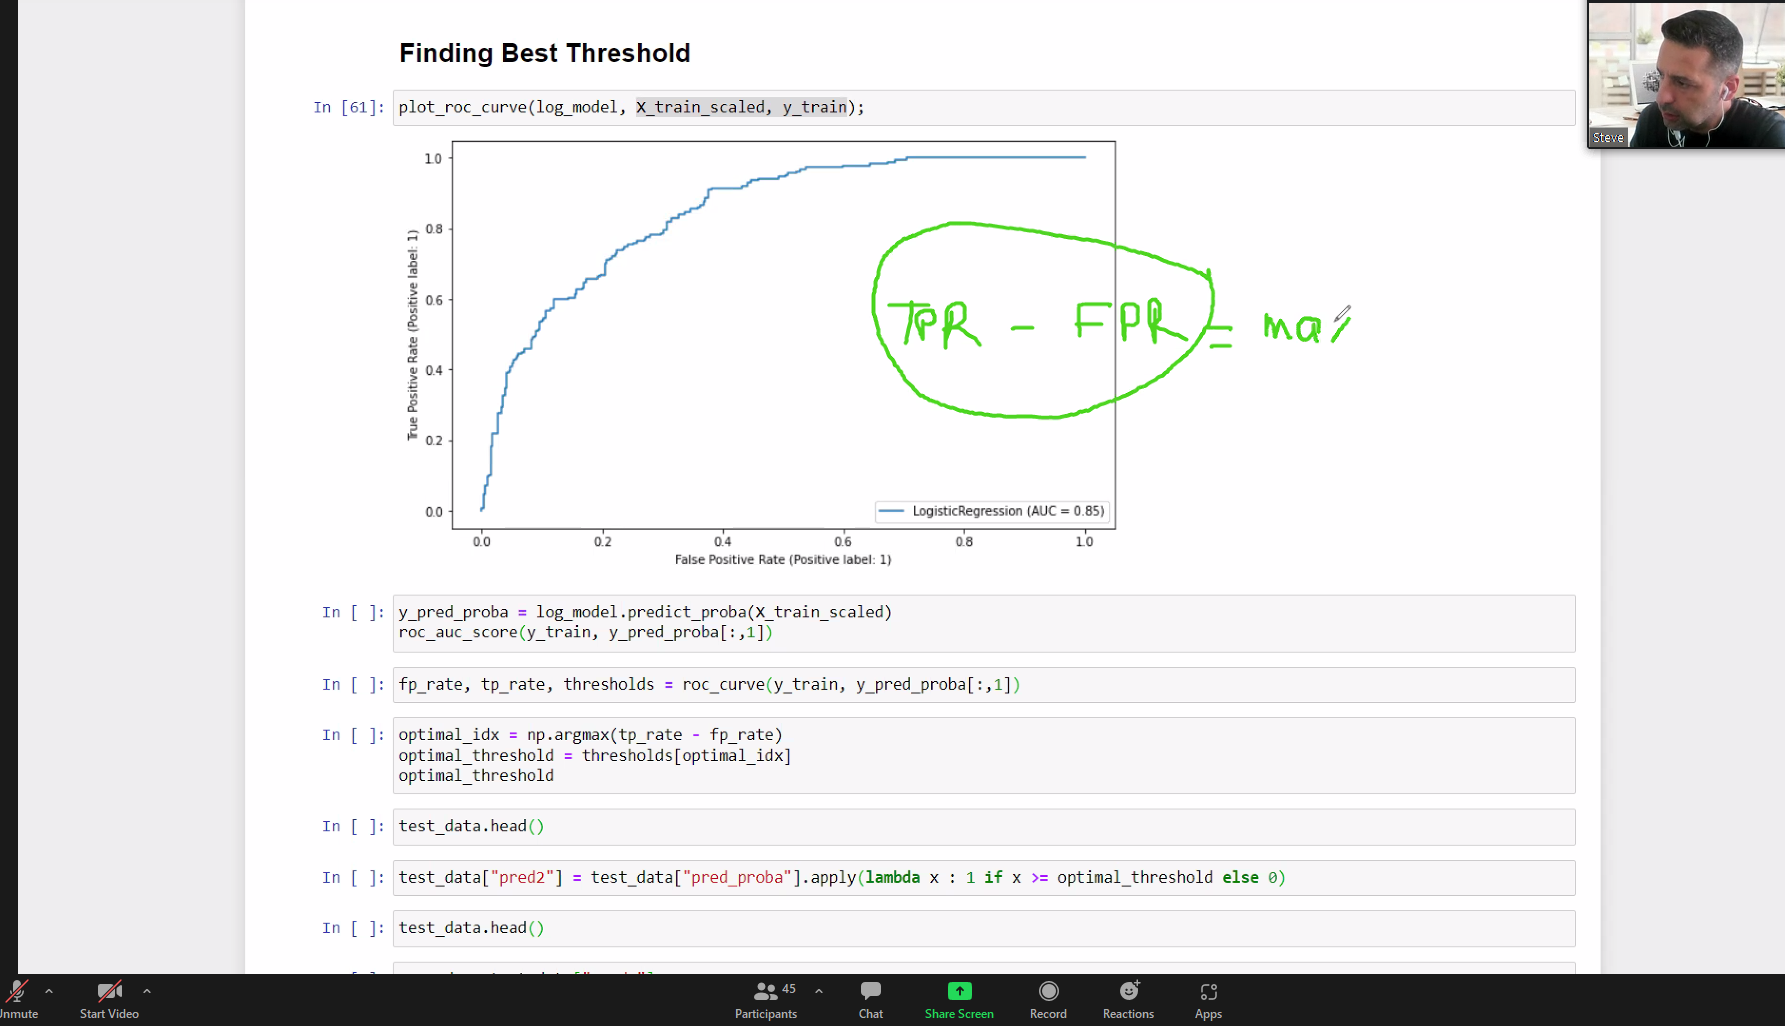 Finding Best Threshold
Steve
In [61]: plot_roc_curve(log_model, X_train_scaled, y_train);
1.0
0.8
0.6
0.4
0.2
0.0
True Positive Rate (Positive label: 1)
TPR - FPR = max
LogisticRegression (AUC = 0.85)
0.0 0.2 0.4 0.6 0.8 1.0
False Positive Rate (Positive label: 1)
In [ ]: y_pred_proba = log_model.predict_proba(X_train_scaled)
roc_auc_score(y_train, y_pred_proba[:,1])
In [ ]: fp_rate, tp_rate, thresholds = roc_curve(y_train, y_pred_proba[:,1])
In [ ]: optimal_idx = np.argmax(tp_rate - fp_rate)
optimal_threshold = thresholds[optimal_idx]
optimal_threshold
In [ ]: test_data.head()
In [ ]: test_data["pred2"] = test_data["pred_proba"].apply(lambda x : 1 if x >= optimal_threshold else 0)
In [ ]: test_data.head()
Unmute
Start Video
45
Participants
Chat
Share Screen
Record
Reactions
Apps